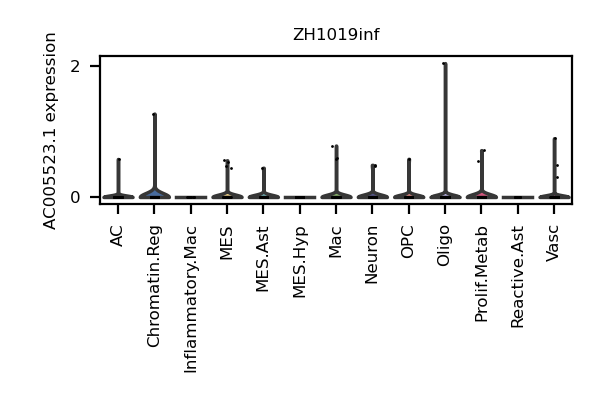 ZH1019inf
AC005523.1 expression
2
0
AC
Chromatin.Reg
Inflammatory.Mac
MES
MES.Ast
MES.Hyp
Mac
Neuron
OPC
Oligo
Prolif.Metab
Reactive.Ast
Vasc